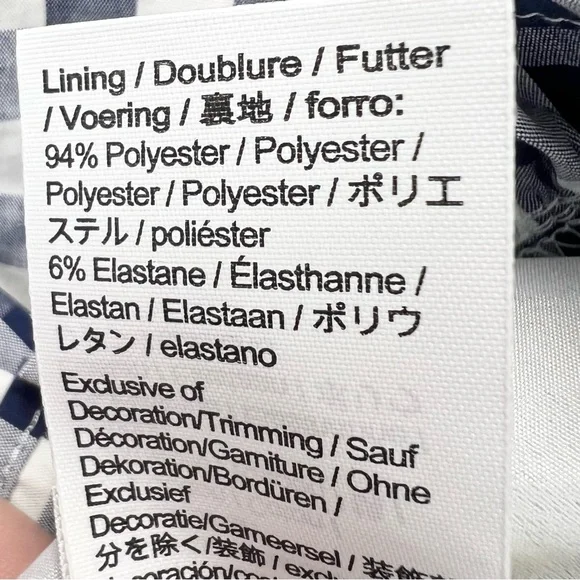 Lining / Doublure / Futter
/ Voering / 裏地 / forro:
94% Polyester / Polyester /
Polyester / Polyester / ポリエ
ステル / poliéster
6% Elastane / Élasthanne /
Elastan / Elastaan / ポリウ
レタン / elastano
Exclusive of
Decoration/Trimming / Sauf
Décoration/Garniture / Ohne
Dekoration/Bordüren /
Exclusief
Decoratie/Garneersel / 装飾
分を除く/装飾 /